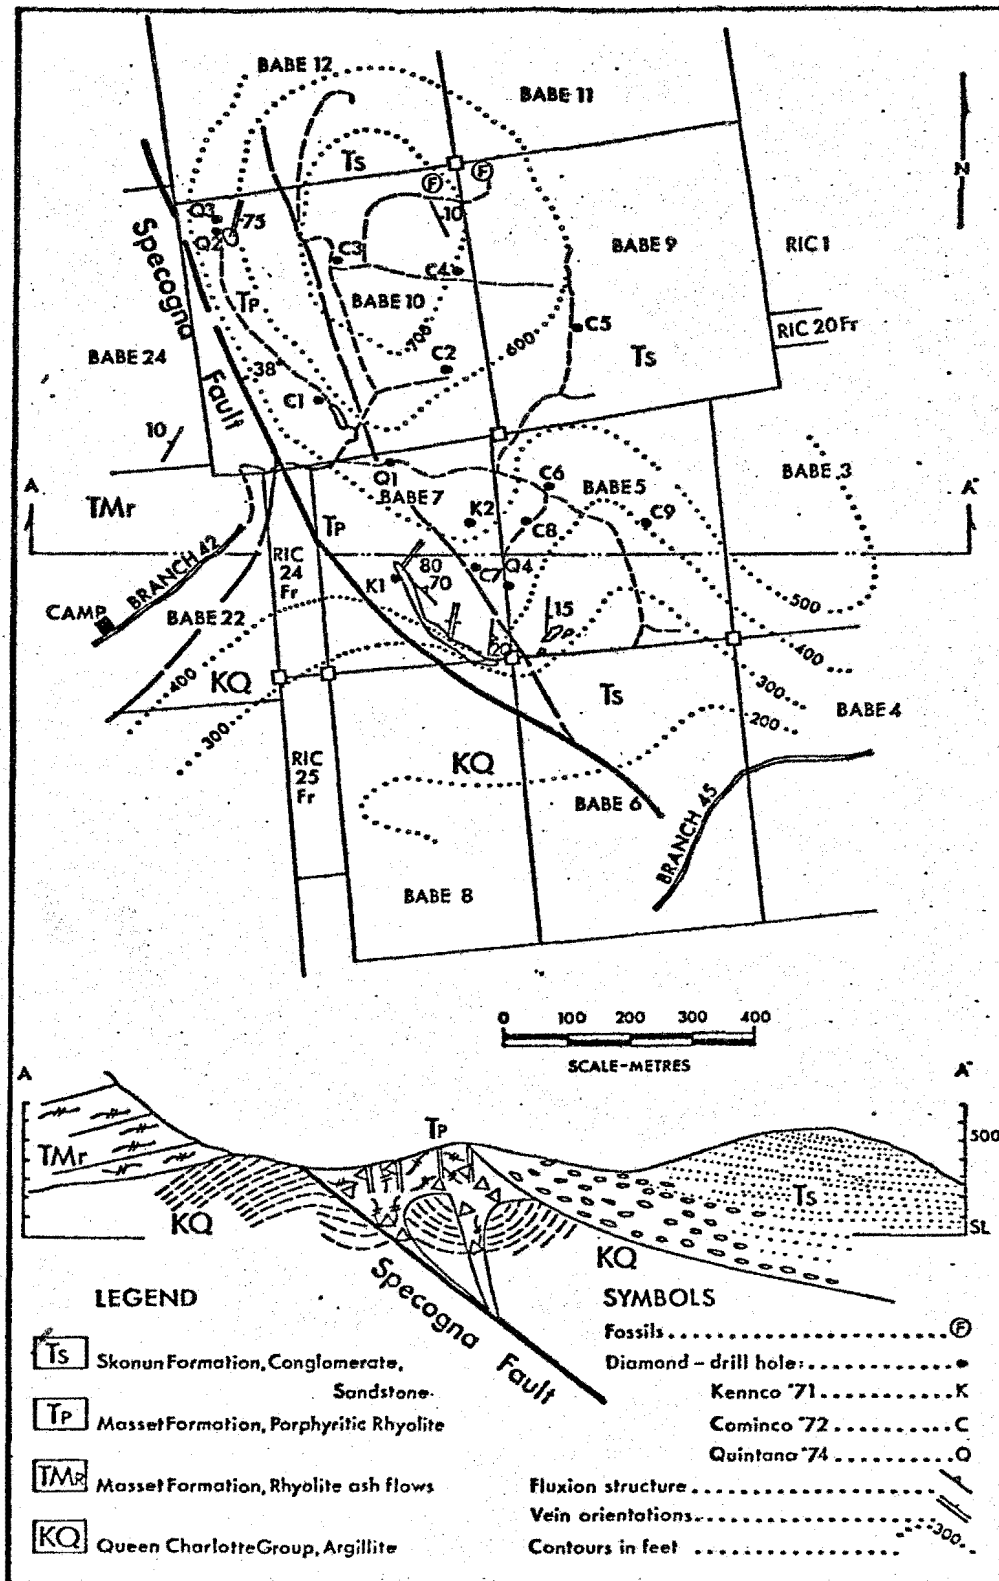 BABE 12
BABE 11
N
Ts
F
F
10
Q3
75
Q2
Specogna
Fault
C3
C4
BABE 9
RIC 1
Tp
BABE 10
700
600
C5
RIC 20 Fr
Ts
BABE 24
38°
C2
C1
10
A
TMr
Q1
BABE 7
C6
BABE 5
BABE 3
A"
K2
C8
C9
Tp
BRANCH 42
RIC
24
Fr
80
70
K1
C7
Q4
500
CAMP
BABE 22
15
20
400
KQ
400
300
Ts
300
200
BABE 4
KQ
RIC
25
Fr
BABE 6
BRANCH 45
BABE 8
0 100 200 300 400
SCALE-METRES
A
A"
Tp
500
TMr
KQ
Ts
SL
KQ
Specogna Fault
LEGEND
Ts Skonun Formation, Conglomerate,
Sandstone.
Tp Masset Formation, Porphyritic Rhyolite
TMR Masset Formation, Rhyolite ash flows
KQ Queen Charlotte Group, Argillite
SYMBOLS
Fossils F
Diamond-drill hole:
Kennco '71 K
Cominco '72 C
Quintana '74 Q
Fluxion structure
Vein orientations
Contours in feet 300